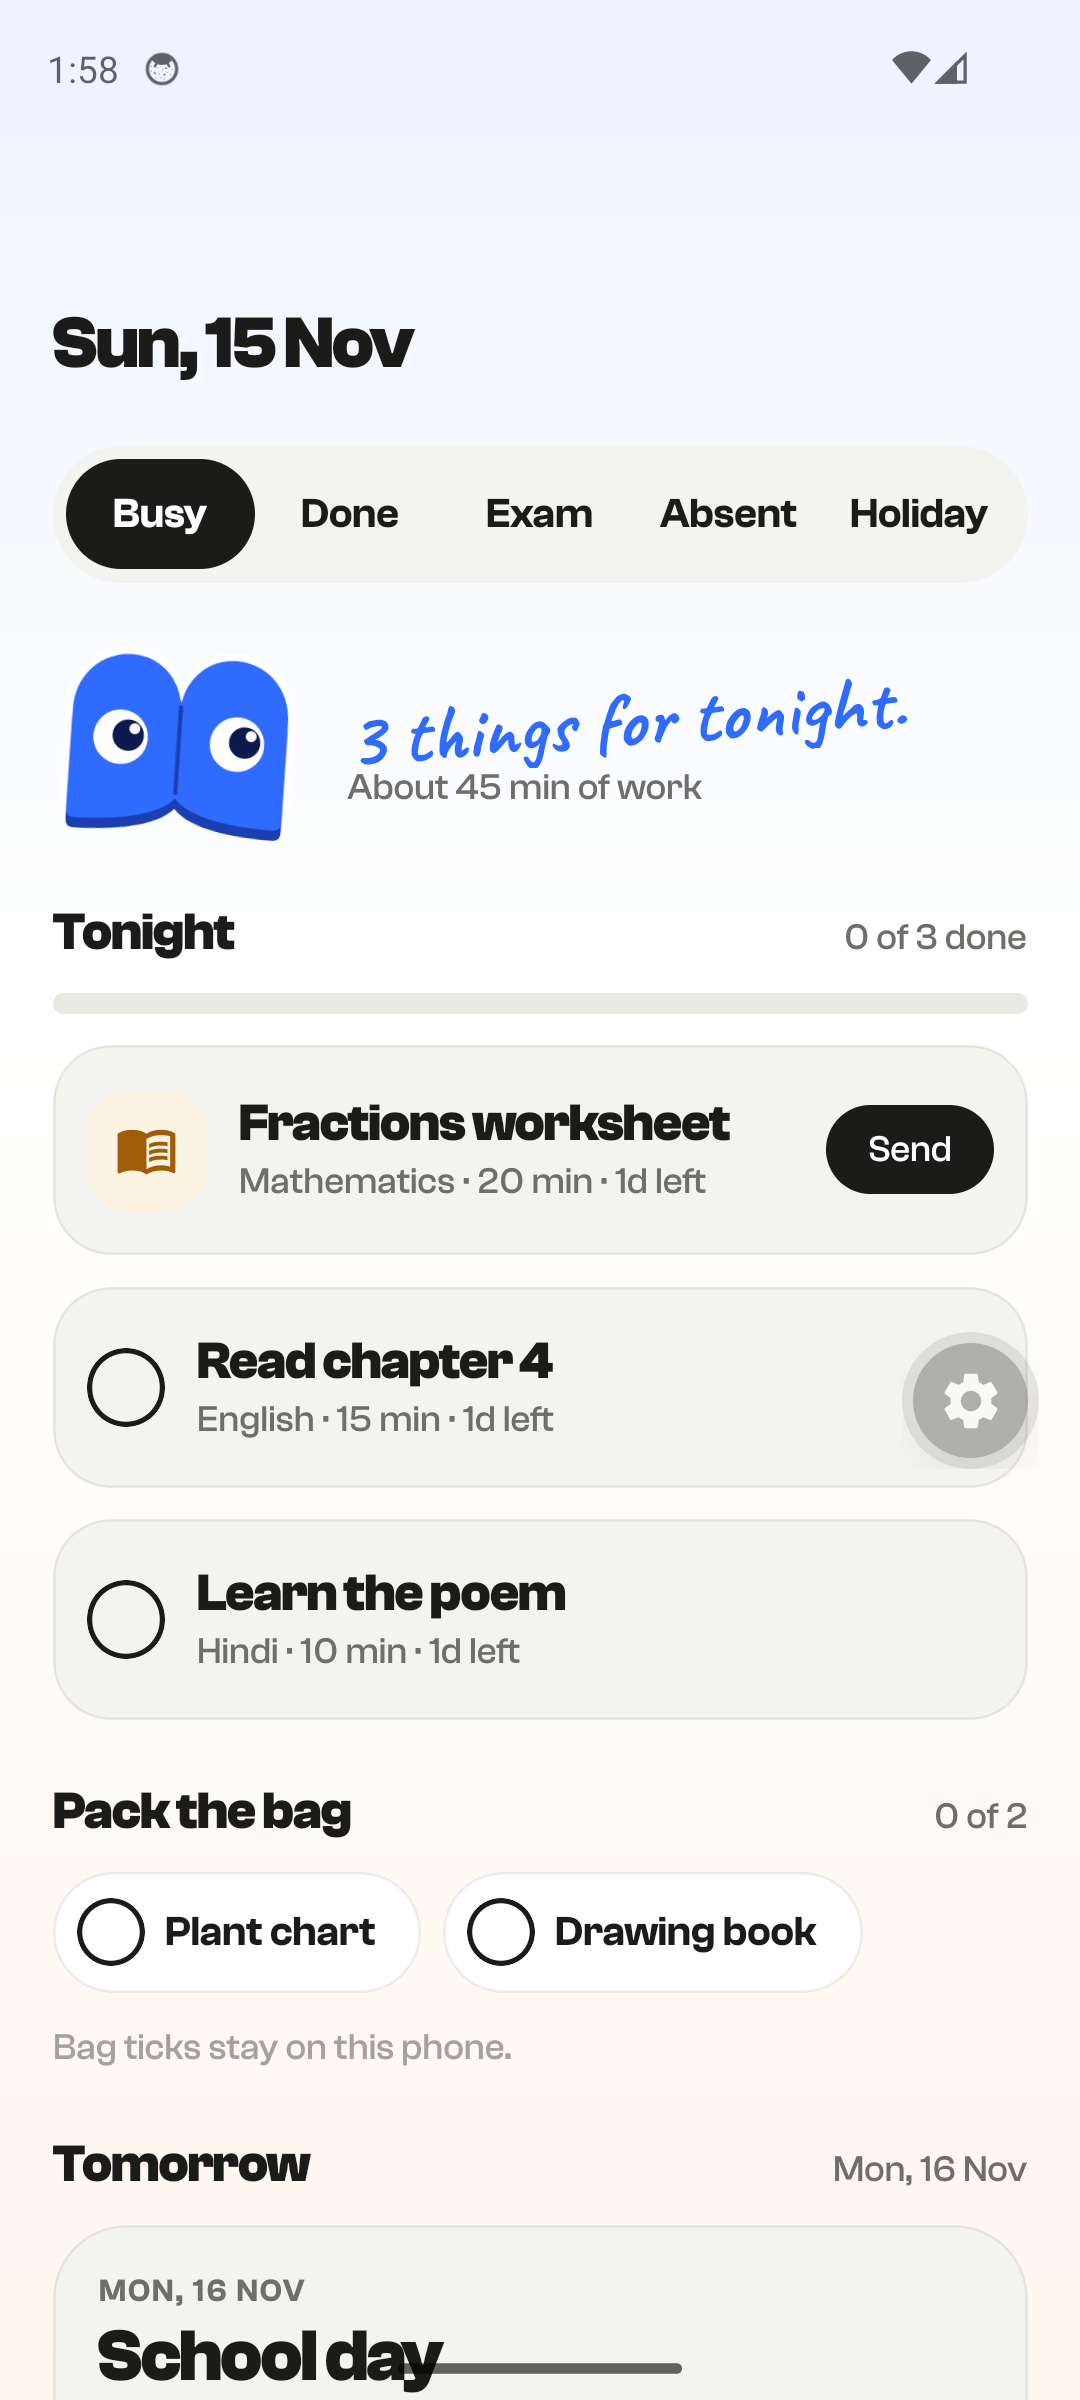 1:58
Sun, 15 Nov
Busy Done Exam Absent Holiday
3 things for tonight.
About 45 min of work
Tonight 0 of 3 done
Fractions worksheet
Mathematics · 20 min · 1d left
Send
Read chapter 4
English · 15 min · 1d left
Learn the poem
Hindi · 10 min · 1d left
Pack the bag 0 of 2
Plant chart Drawing book
Bag ticks stay on this phone.
Tomorrow Mon, 16 Nov
MON, 16 NOV
School day